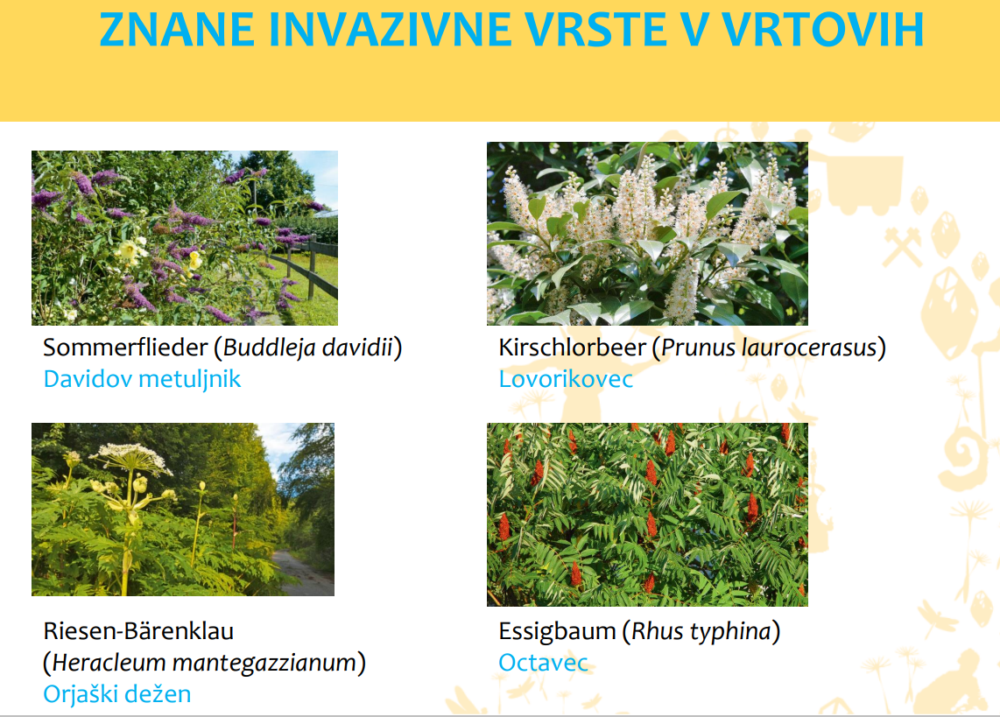 ZNANE INVAZIVNE VRSTE V VRTOVIH
Sommerflieder (Buddleja davidii)
Davidov metuljnik
Kirschlorbeer (Prunus laurocerasus)
Lovorikovec
Riesen-Bärenklau
(Heracleum mantegazzianum)
Orjaški dežen
Essigbaum (Rhus typhina)
Octavec